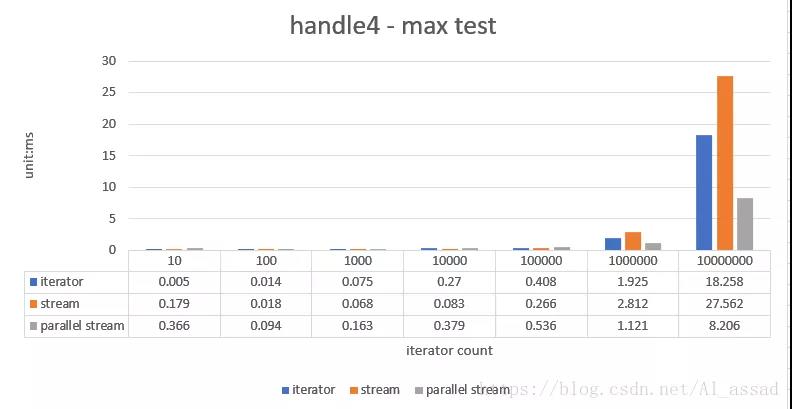 handle4 - max test
30
25
20
15
10
5
0
unit:ms
10 100 1000 10000 100000 1000000 10000000
iterator 0.005 0.014 0.075 0.27 0.408 1.925 18.258
stream 0.179 0.018 0.068 0.083 0.266 2.812 27.562
parallel stream 0.366 0.094 0.163 0.379 0.536 1.121 8.206
iterator count
iterator stream parallel stream
https://blog.csdn.net/Al_assad